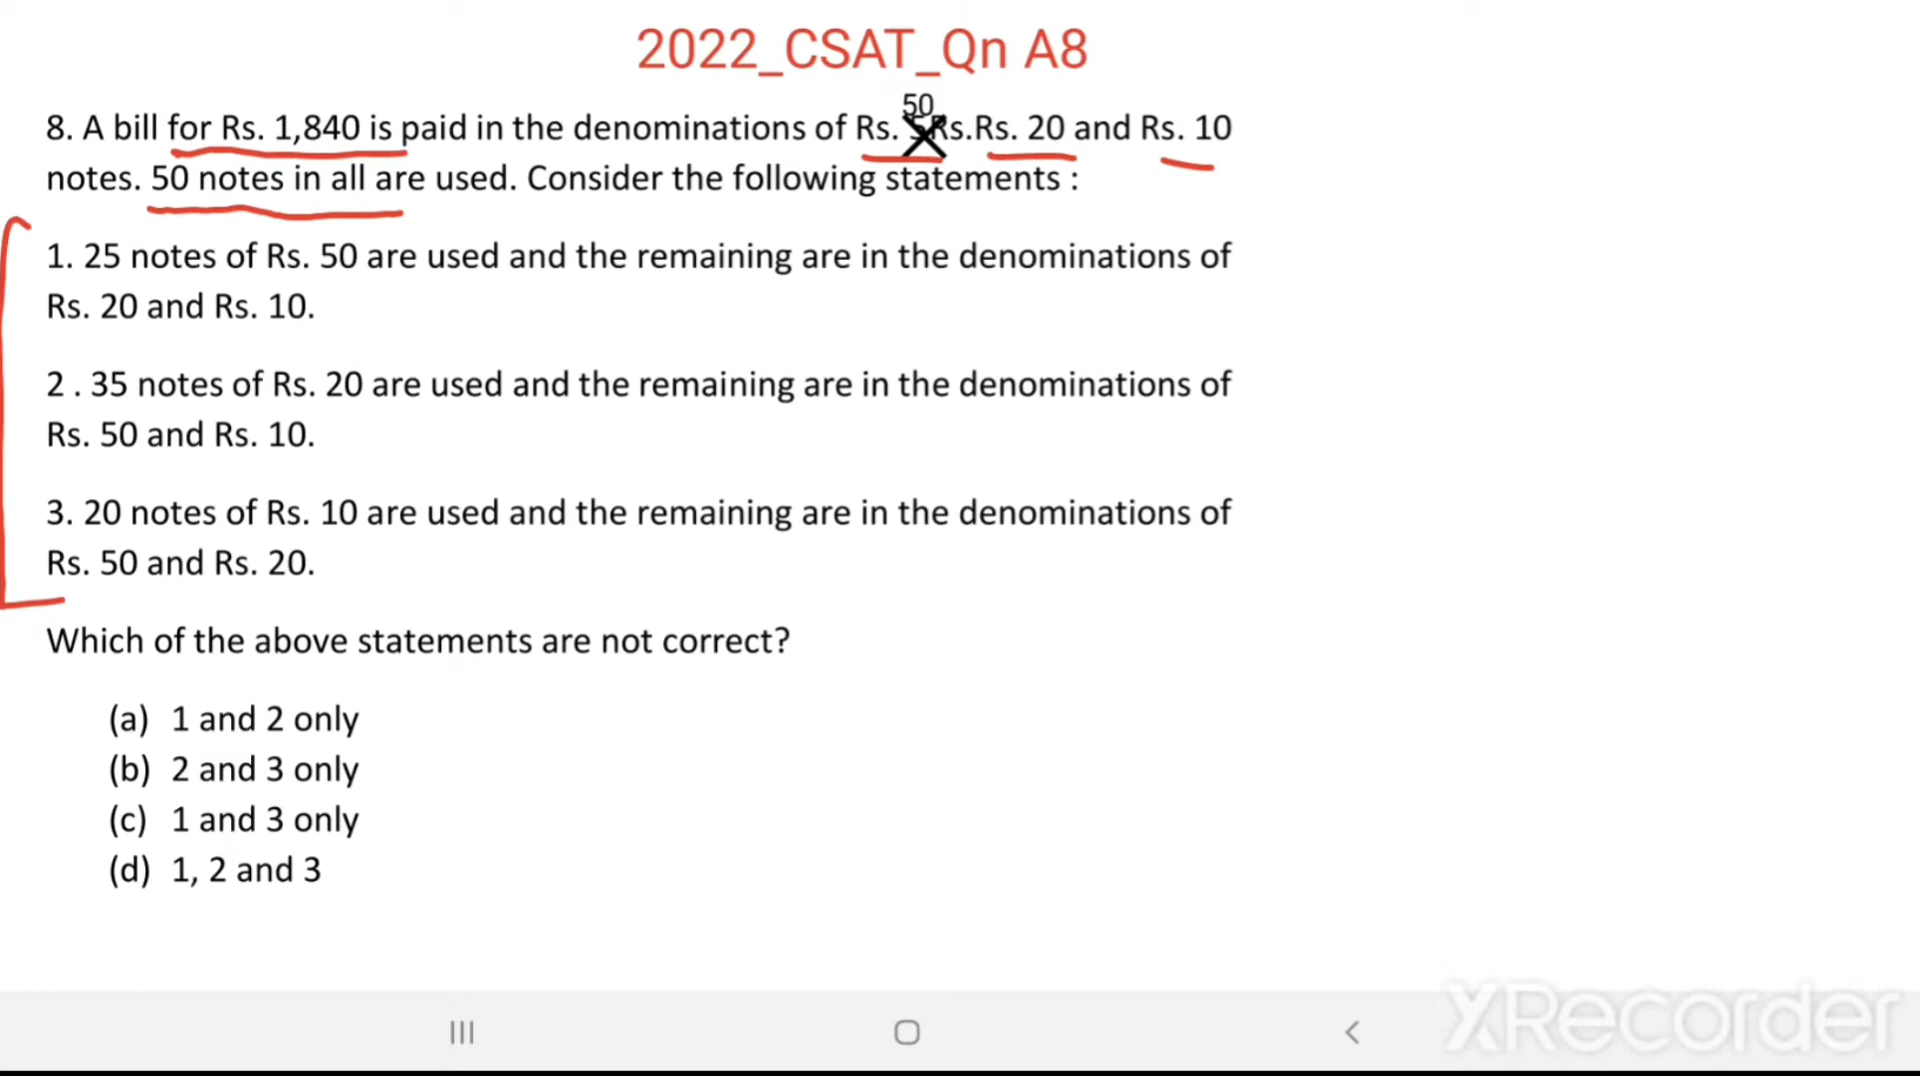 2022_CSAT_Qn A8
50
8. A bill for Rs. 1,840 is paid in the denominations of Rs. Rs.Rs. 20 and Rs. 10
notes. 50 notes in all are used. Consider the following statements :
1. 25 notes of Rs. 50 are used and the remaining are in the denominations of
Rs. 20 and Rs. 10.
2 . 35 notes of Rs. 20 are used and the remaining are in the denominations of
Rs. 50 and Rs. 10.
3. 20 notes of Rs. 10 are used and the remaining are in the denominations of
Rs. 50 and Rs. 20.
Which of the above statements are not correct?
(a) 1 and 2 only
(b) 2 and 3 only
(c) 1 and 3 only
(d) 1, 2 and 3
XRecorder